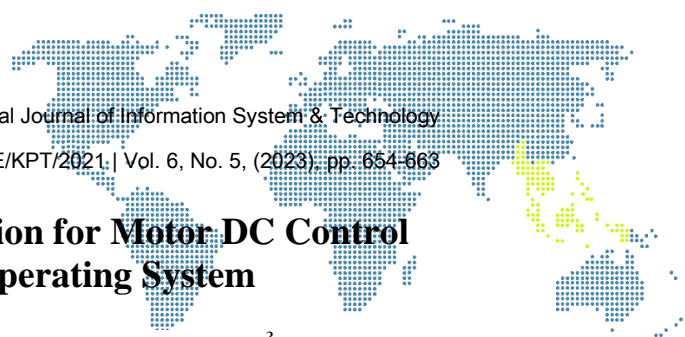 al Journal of Information System & Technology
E/KPT/2021 | Vol. 6, No. 5, (2023), pp. 654-663
ion for Motor DC Control
perating System
2